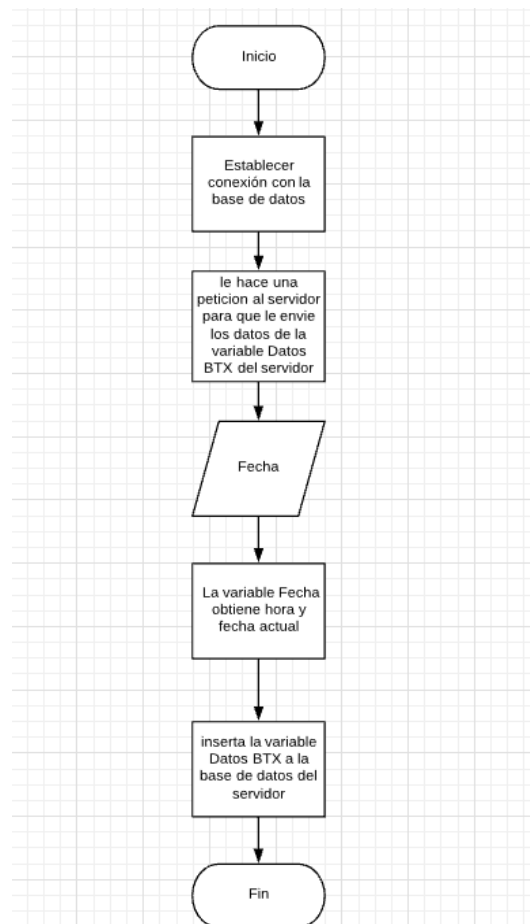 Inicio
Establecer
conexión con la
base de datos
le hace una
peticion al servidor
para que le envie
los datos de la
variable Datos
BTX del servidor
Fecha
La variable Fecha
obtiene hora y
fecha actual
inserta la variable
Datos BTX a la
base de datos del
servidor
Fin